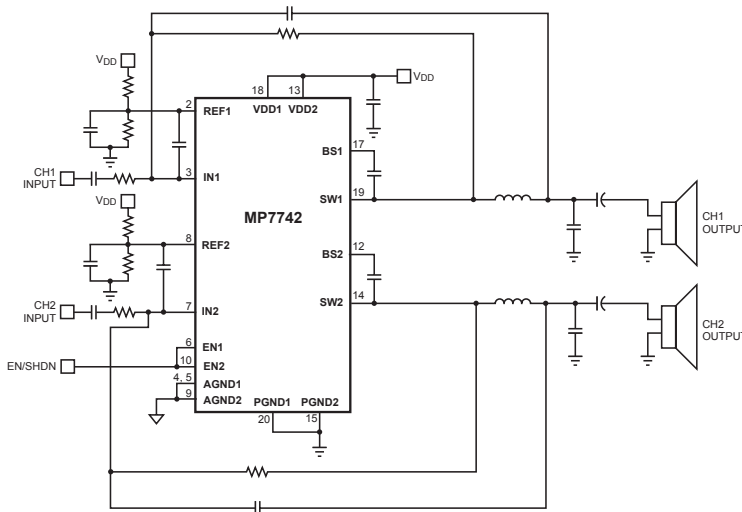 VDD
18
13
VDD1 VDD2
VDD
2
REF1
17
BS1
CH1
INPUT
3
IN1
19
SW1
CH1
OUTPUT
VDD
MP7742
8
REF2
12
BS2
CH2
INPUT
7
IN2
14
SW2
CH2
OUTPUT
6
EN1
EN/SHDN
10
EN2
4, 5
AGND1
9
AGND2
PGND1 PGND2
20
15